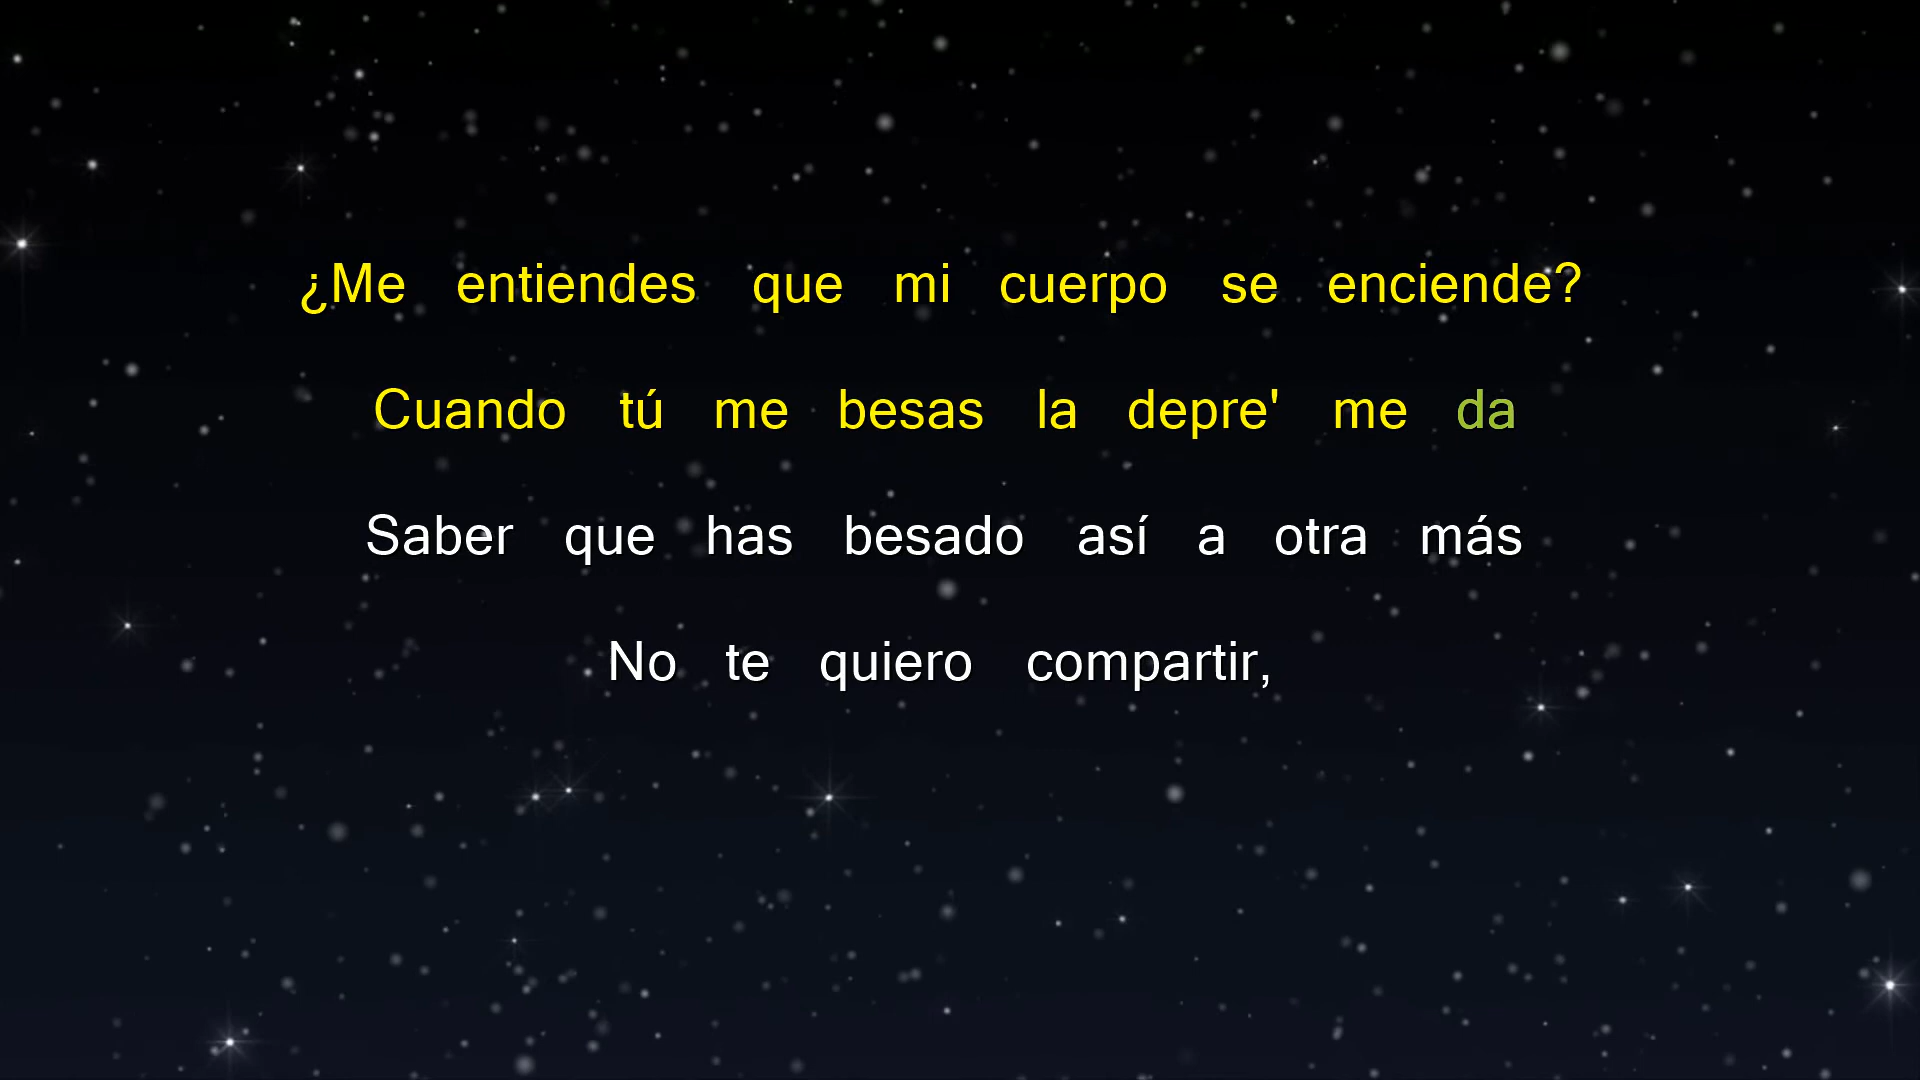 ¿Me entiendes que mi cuerpo se enciende?
Cuando tú me besas la depre' me da
Saber que has besado así a otra más
No te quiero compartir,